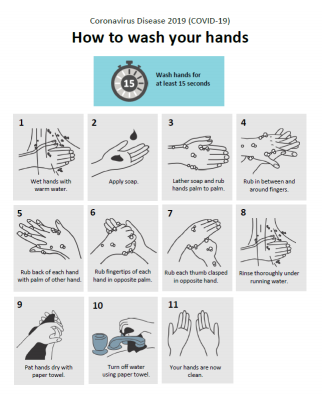 Coronavirus Disease 2019 (COVID-19)
How to wash your hands
15
Wash hands for
at least 15 seconds
1
Wet hands with
warm water.
2
Apply soap.
3
Lather soap and rub
hands palm to palm.
4
Rub in between and
around fingers.
5
Rub back of each hand
with palm of other hand.
6
Rub fingertips of each
hand in opposite palm.
7
Rub each thumb clasped
in opposite hand.
8
Rinse thoroughly under
running water.
9
Pat hands dry with
paper towel.
10
Turn off water
using paper towel.
11
Your hands are now
clean.